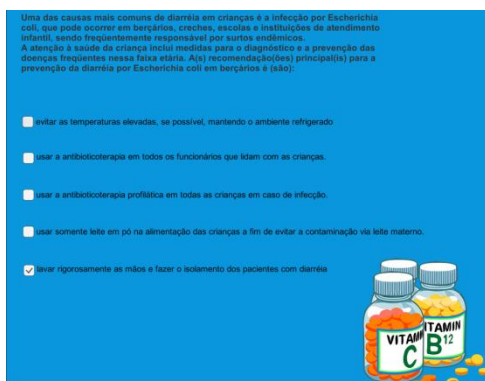 Uma das causas mais comuns de diarréia em crianças é a infecção por Escherichia
coli, que pode ocorrer em berçários, creches, escolas e instituições de atendimento
infantil, sendo freqüentemente responsável por surtos endêmicos.
A atenção à saúde da criança inclui medidas para o diagnóstico e a prevenção das
doenças freqüentes nessa faixa etária. A(s) recomendação(ões) principal(is) para a
prevenção da diarréia por Escherichia coli em berçários é (são):
evitar as temperaturas elevadas, se possível, mantendo o ambiente refrigerado
usar a antibioticoterapia em todos os funcionários que lidam com as crianças.
usar a antibioticoterapia profilática em todas as crianças em caso de infecção.
usar somente leite em pó na alimentação das crianças a fim de evitar a contaminação via leite materno.
lavar rigorosamente as mãos e fazer o isolamento dos pacientes com diarréia
VITAMIN
C
VITAMIN
B12